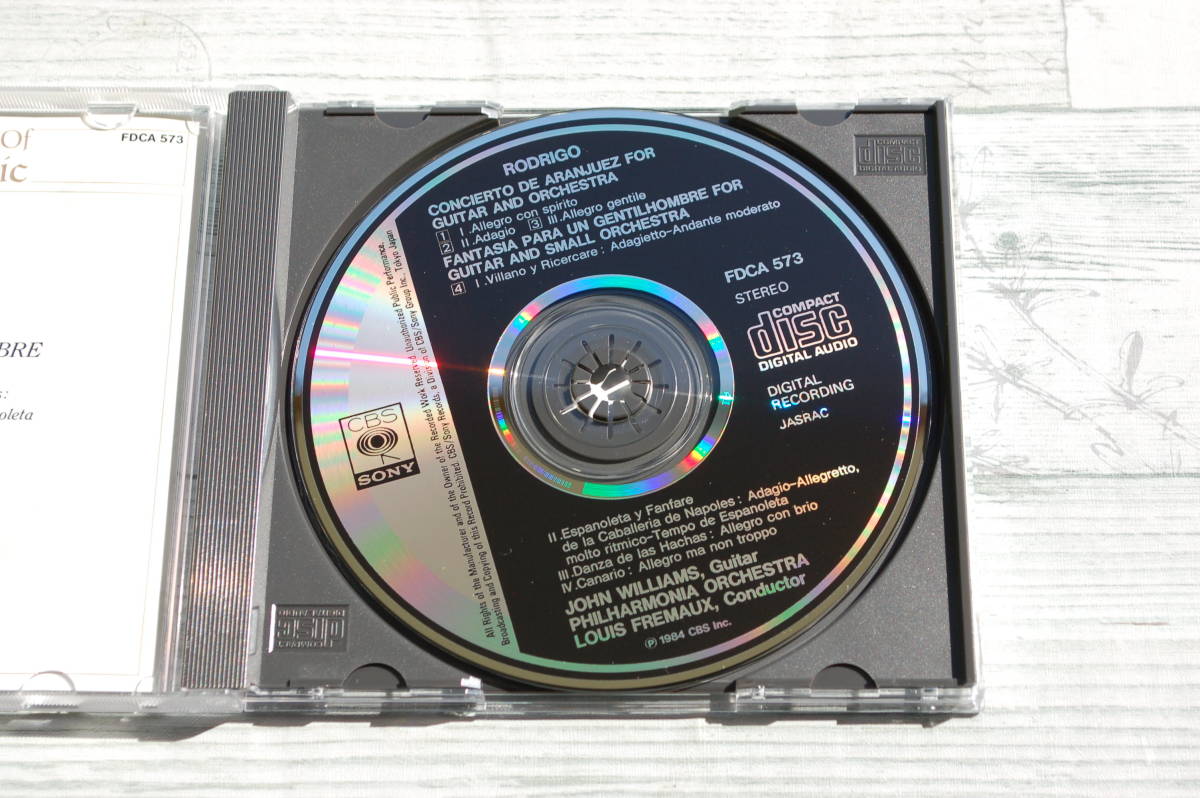 Of
ic
FDCA 573
BRE
s:
noleta
RODRIGO
CONCIERTO DE ARANJUEZ FOR
GUITAR AND ORCHESTRA
1 I.Allegro con spirito
2 II.Adagio 3 III.Allegro gentile
FANTASIA PARA UN GENTILHOMBRE FOR
GUITAR AND SMALL ORCHESTRA
4 I.Villano y Ricercare: Adagietto-Andante moderato
FDCA 573
STEREO
COMPACT
disc
DIGITAL AUDIO
DIGITAL
RECORDING
JASRAC
CBS
SONY
All Rights of the Manufacturer and of the Owner of the Recorded Work Reserved. Unauthorized Public Performance,
Broadcasting and Copying of this Record Prohibited. CBS/Sony Records, a Division of CBS/Sony Group Inc., Tokyo Japan
II.Espanoleta y Fanfare
de la Caballeria de Napoles: Adagio-Allegretto,
molto ritmico-Tempo de Espanoleta
III.Danza de las Hachas: Allegro con brio
IV.Canario: Allegro ma non troppo
JOHN WILLIAMS, Guitar
PHILHARMONIA ORCHESTRA
LOUIS FREMAUX, Conductor
Ⓟ 1984 CBS Inc.
COMPACT
disc
DIGITAL AUDIO
COMPACT
disc
DIGITAL AUDIO